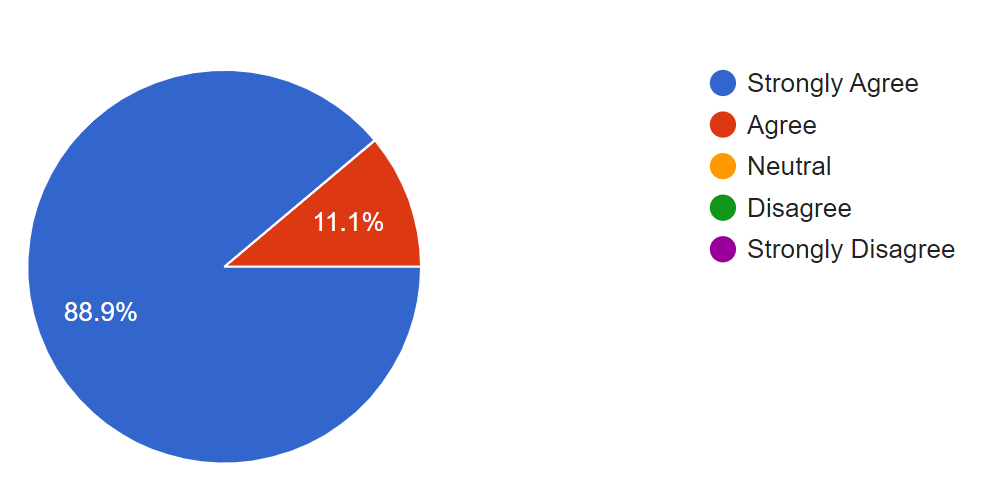 Strongly Agree
Agree
Neutral
Disagree
Strongly Disagree
11.1%
88.9%